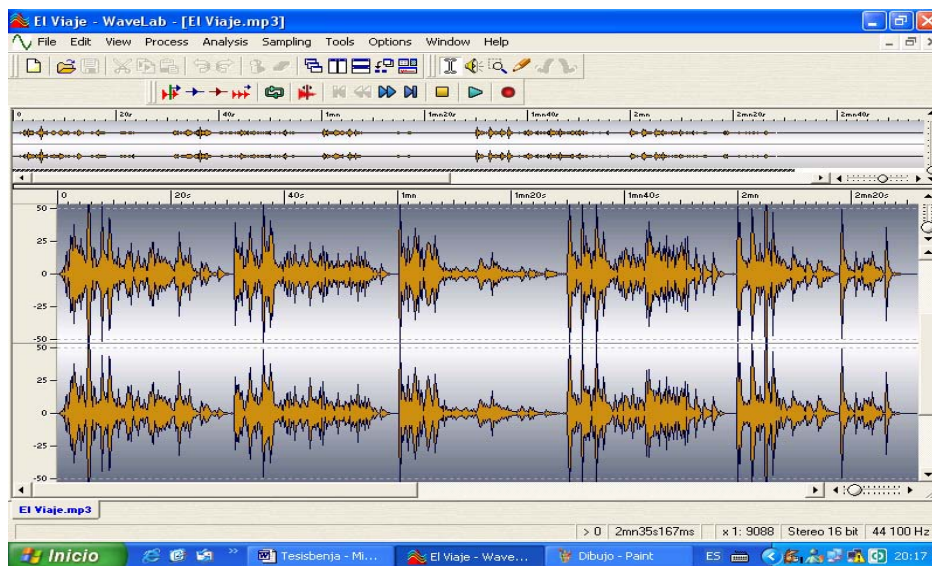 El Viaje - WaveLab - [El Viaje.mp3]
File Edit View Process Analysis Sampling Tools Options Window Help
0 20s 40s 1mn 1mn20s 1mn40s 2mn 2mn20s 2mn40s
0 20s 40s 1mn 1mn20s 1mn40s 2mn 2mn20s
50
25
0
-25
-50
50
25
0
-25
-50
El Viaje.mp3
> 0 2mn35s167ms x 1: 9088 Stereo 16 bit 44 100 Hz
Inicio » Tesisbenja - Mi... El Viaje - Wave... Dibujo - Paint ES 20:17